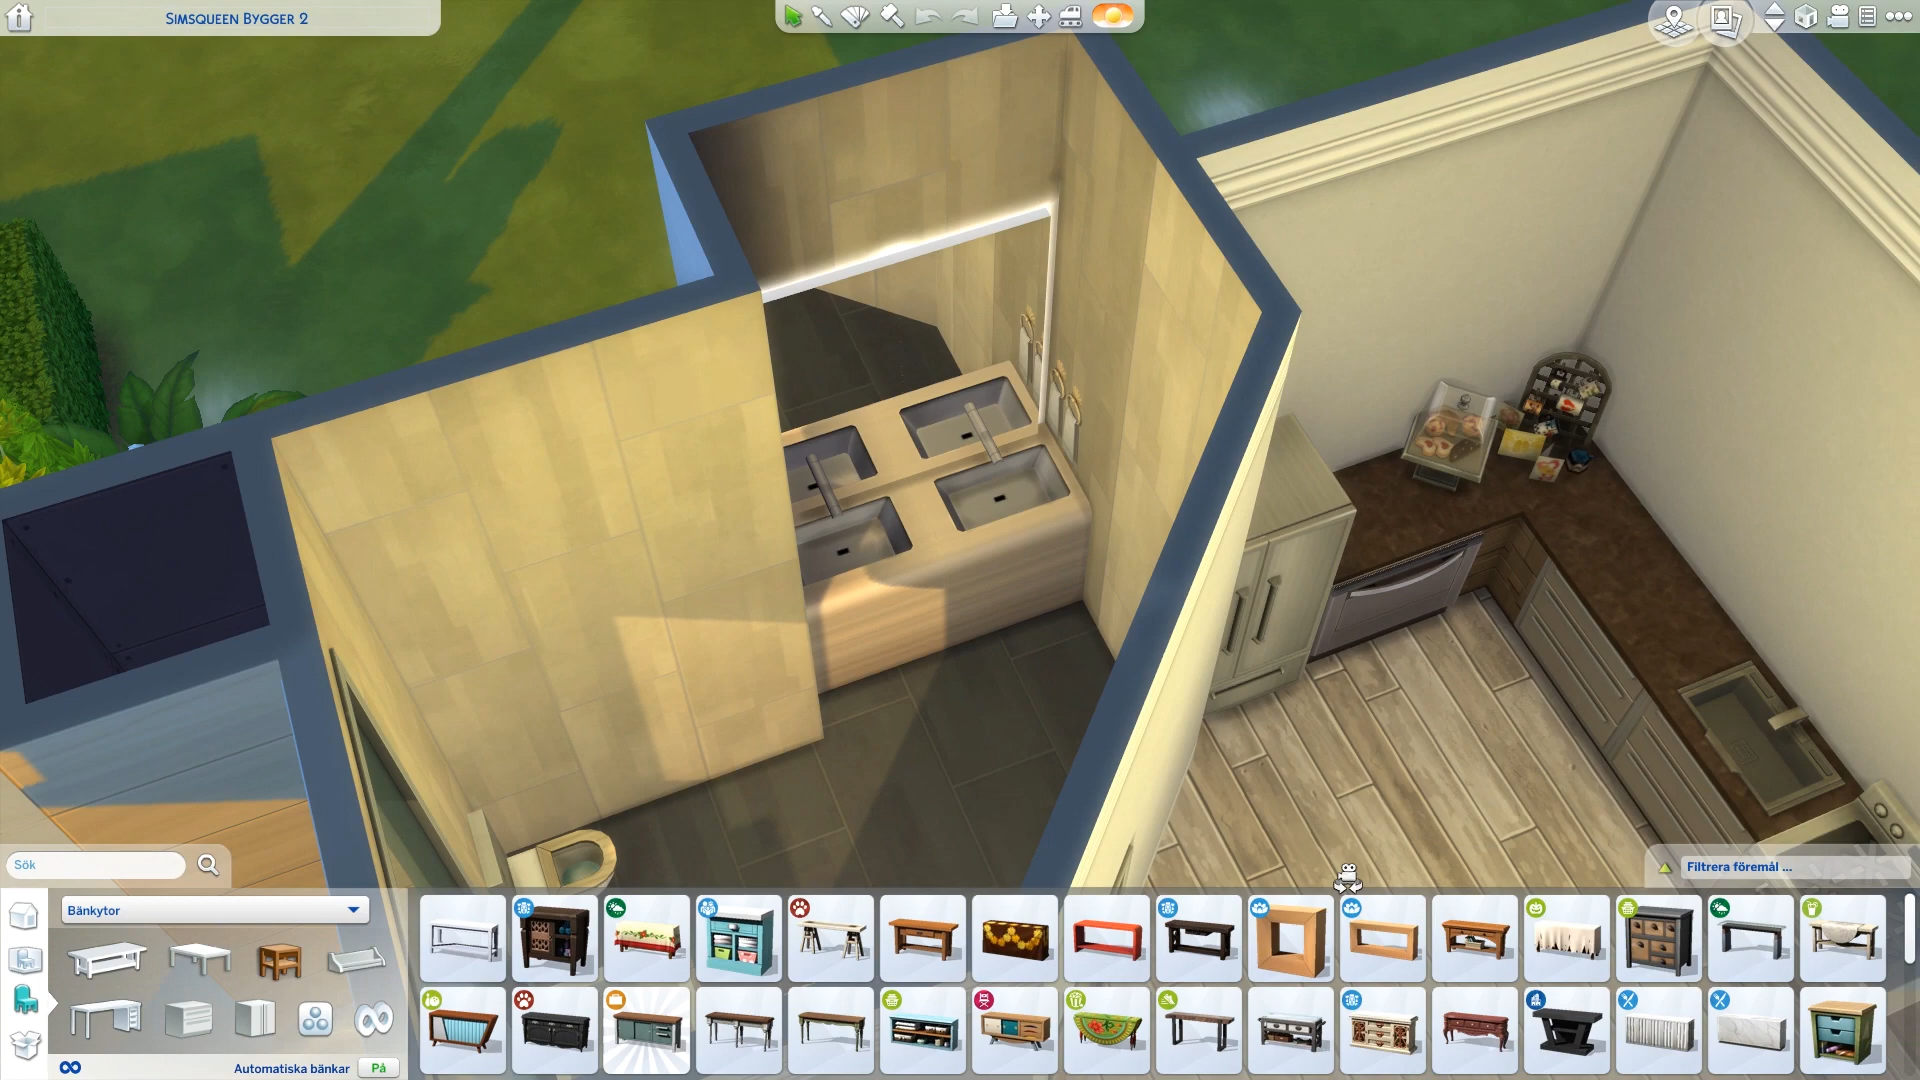 Simsqueen Bygger 2
Sök
Filtrera föremål ...
Bänkytor
Automatiska bänkar
På